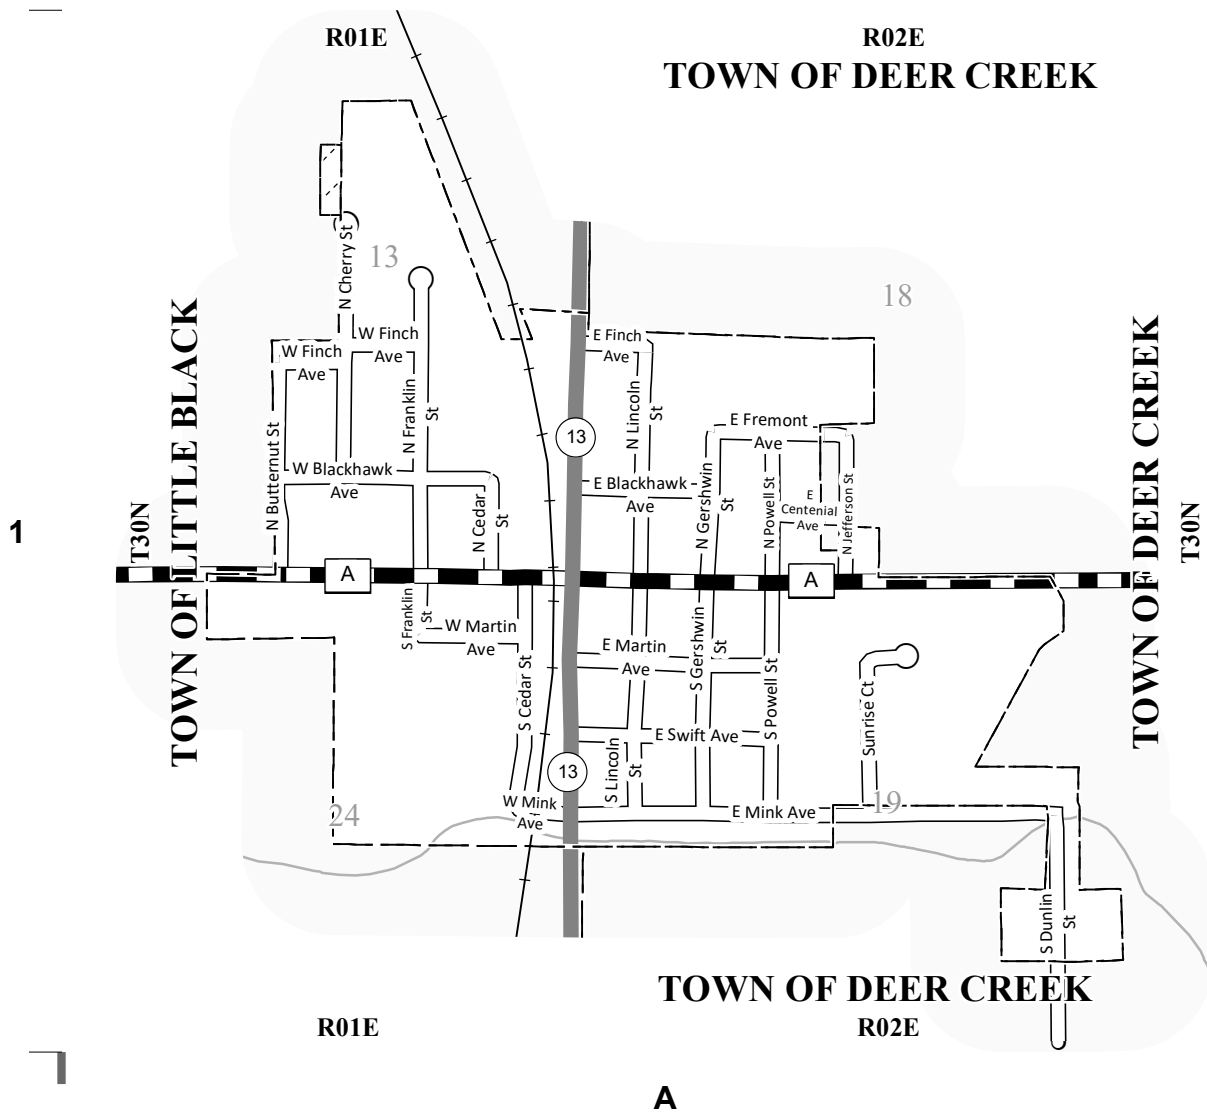 R01E
R02E
TOWN OF DEER CREEK
N Cherry St
13
18
W Finch
Ave
W Finch
Ave
E Finch
Ave
N Butternut St
N Franklin
St
N Lincoln
St
13
E Fremont
Ave
W Blackhawk
Ave
E Blackhawk
Ave
N Cedar
St
N Gershwin
St
N Powell St
E
Centenial
Ave
N Jefferson St
TOWN OF LITTLE BLACK
TOWN OF DEER CREEK
1
T30N
T30N
A
A
S Franklin
St
W Martin
Ave
E Martin
Ave
S Cedar St
S Gershwin
St
S Powell St
Sunrise Ct
E Swift Ave
13
S Lincoln
St
W Mink
Ave
E Mink Ave
24
19
S Dunlin
St
TOWN OF DEER CREEK
R01E
R02E
A